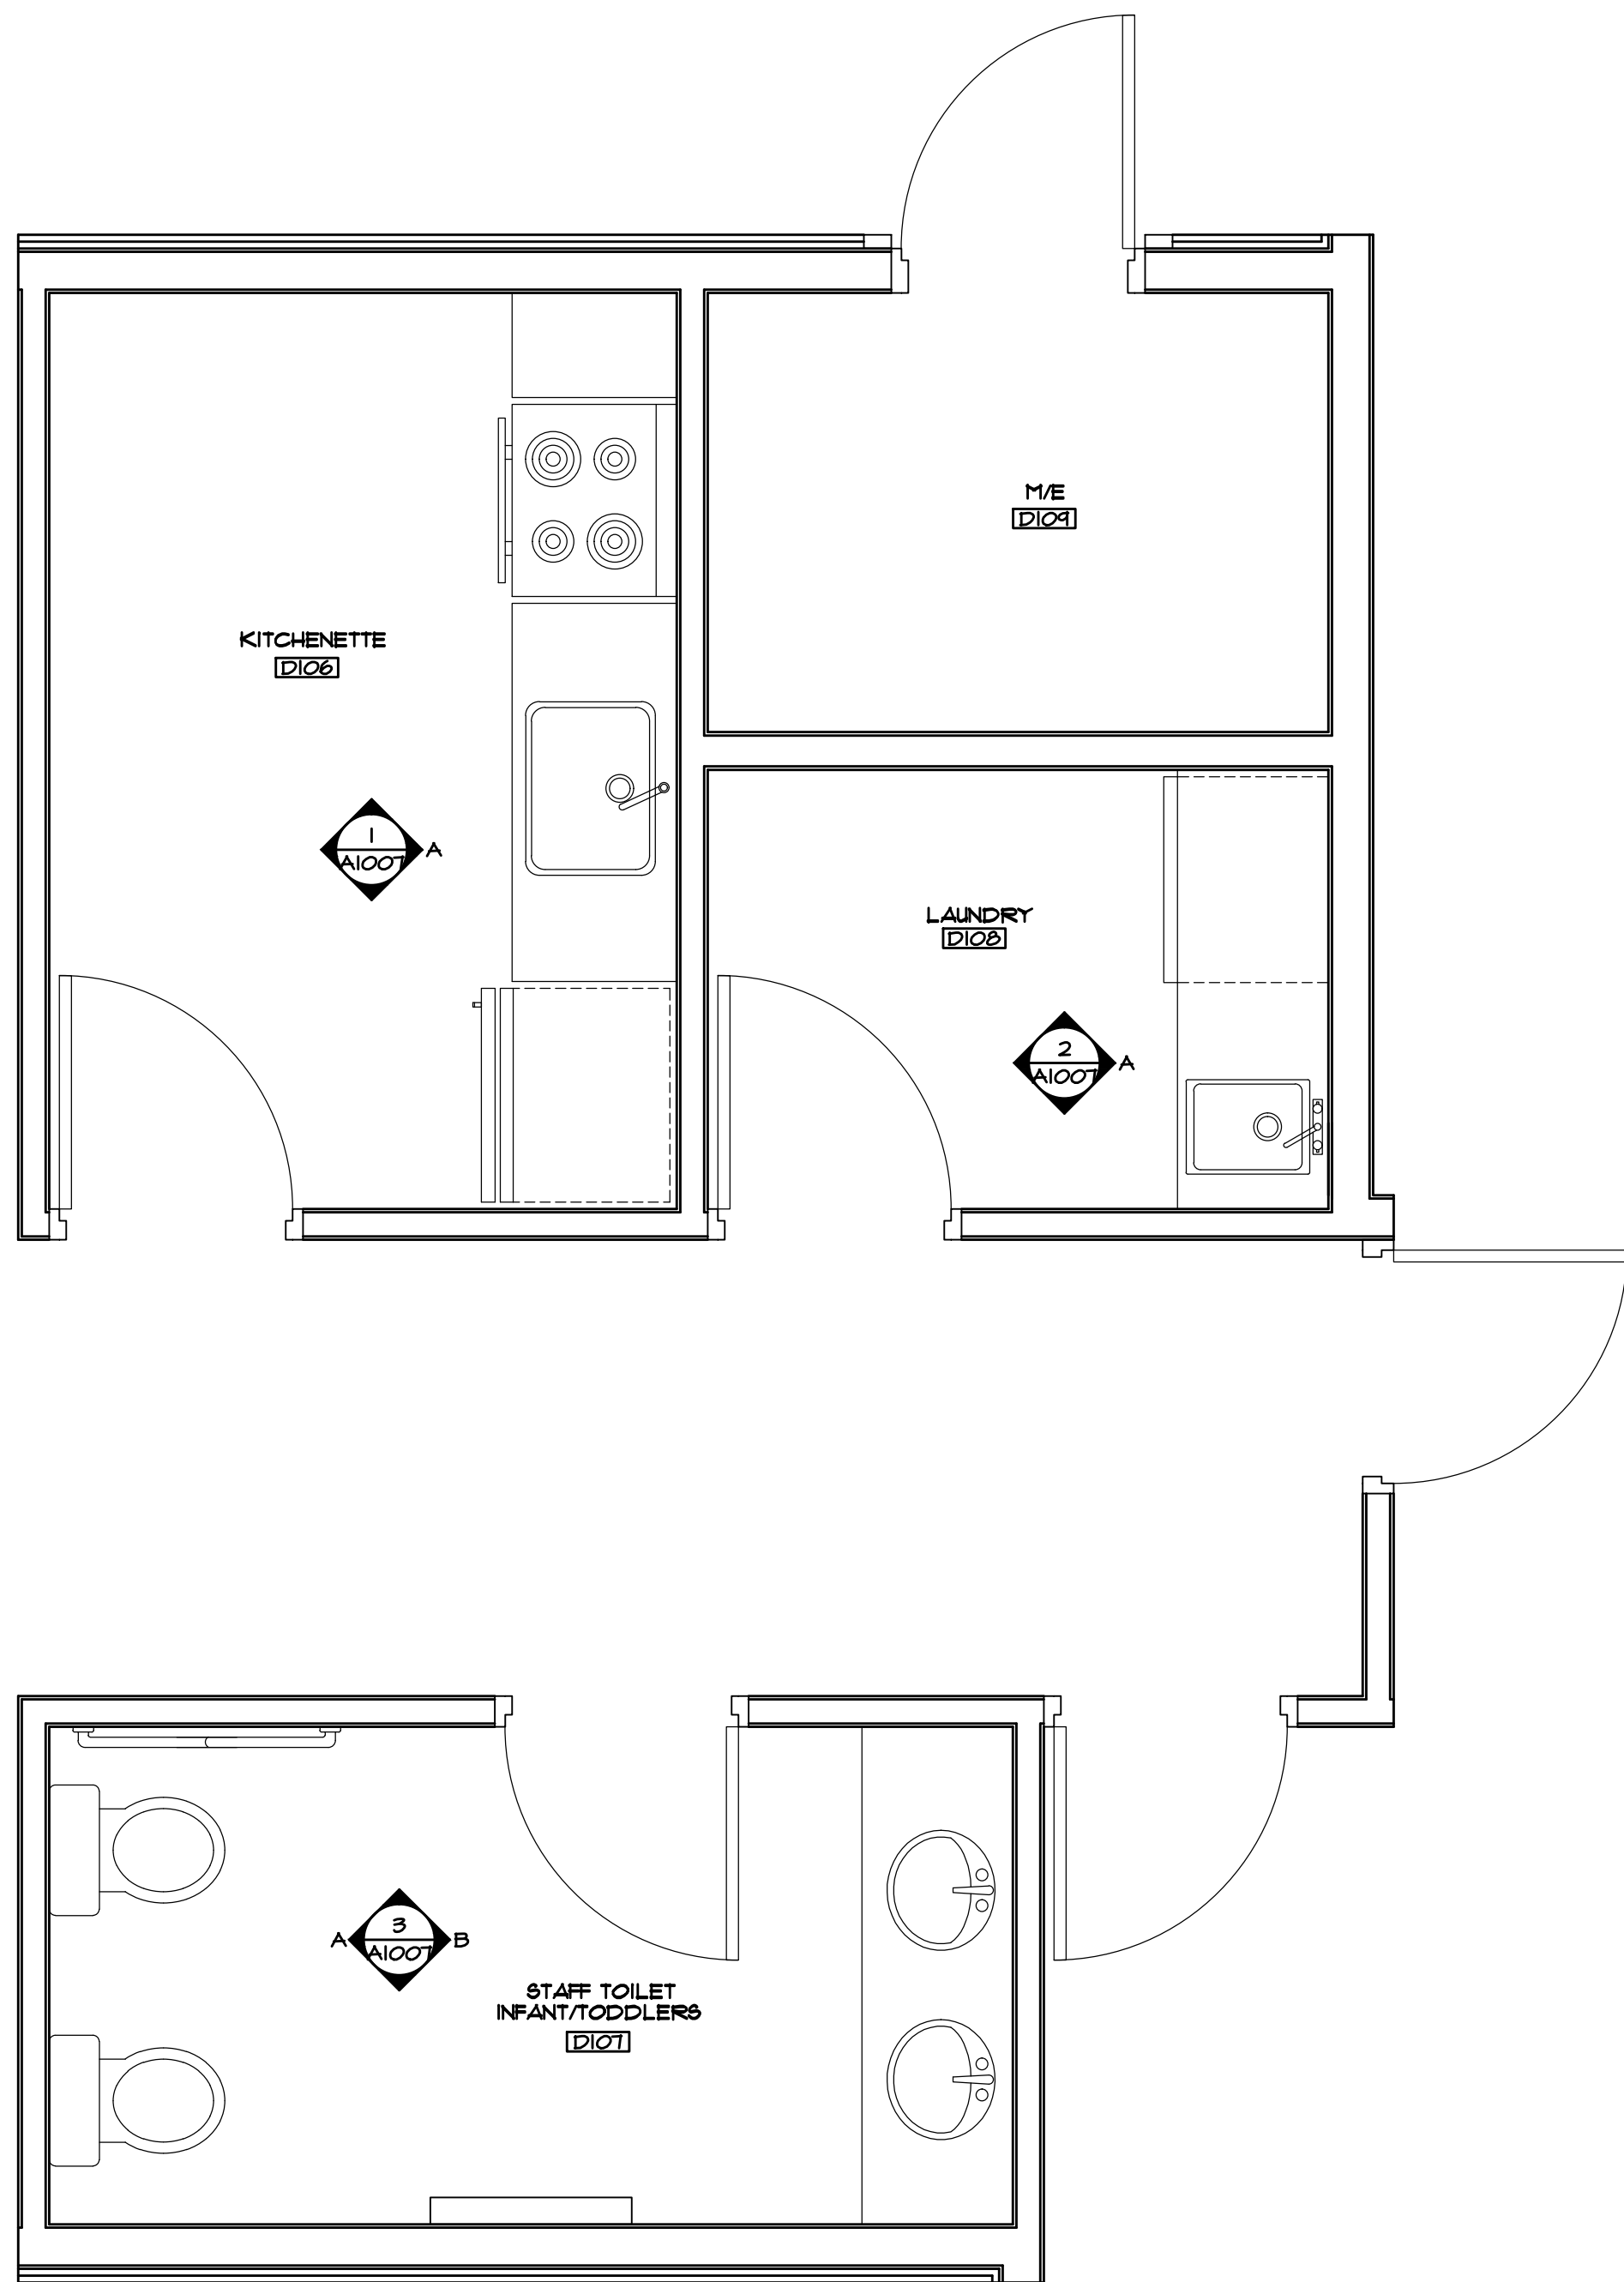 M/E
D109
KITCHENETTE
D106
1
A1007
A
LAUNDRY
D108
2
A1007
A
3
A1007
A
B
STAFF TOILET
INFANT/TODDLERS
D107